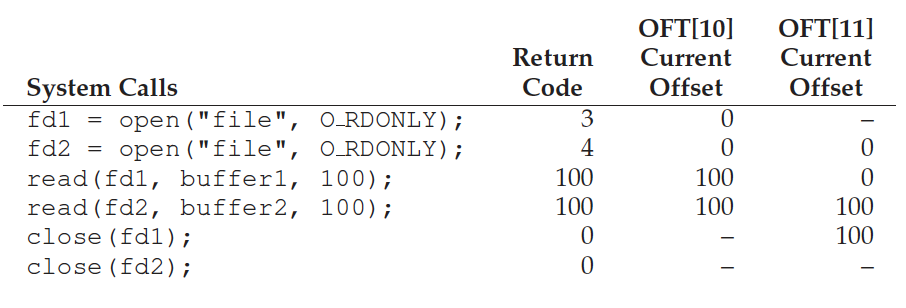 OFT[10] OFT[11]
Return Current Current
System Calls Code Offset Offset
fd1 = open("file", O_RDONLY); 3 0 –
fd2 = open("file", O_RDONLY); 4 0 0
read(fd1, buffer1, 100); 100 100 0
read(fd2, buffer2, 100); 100 100 100
close(fd1); 0 – 100
close(fd2); 0 – –